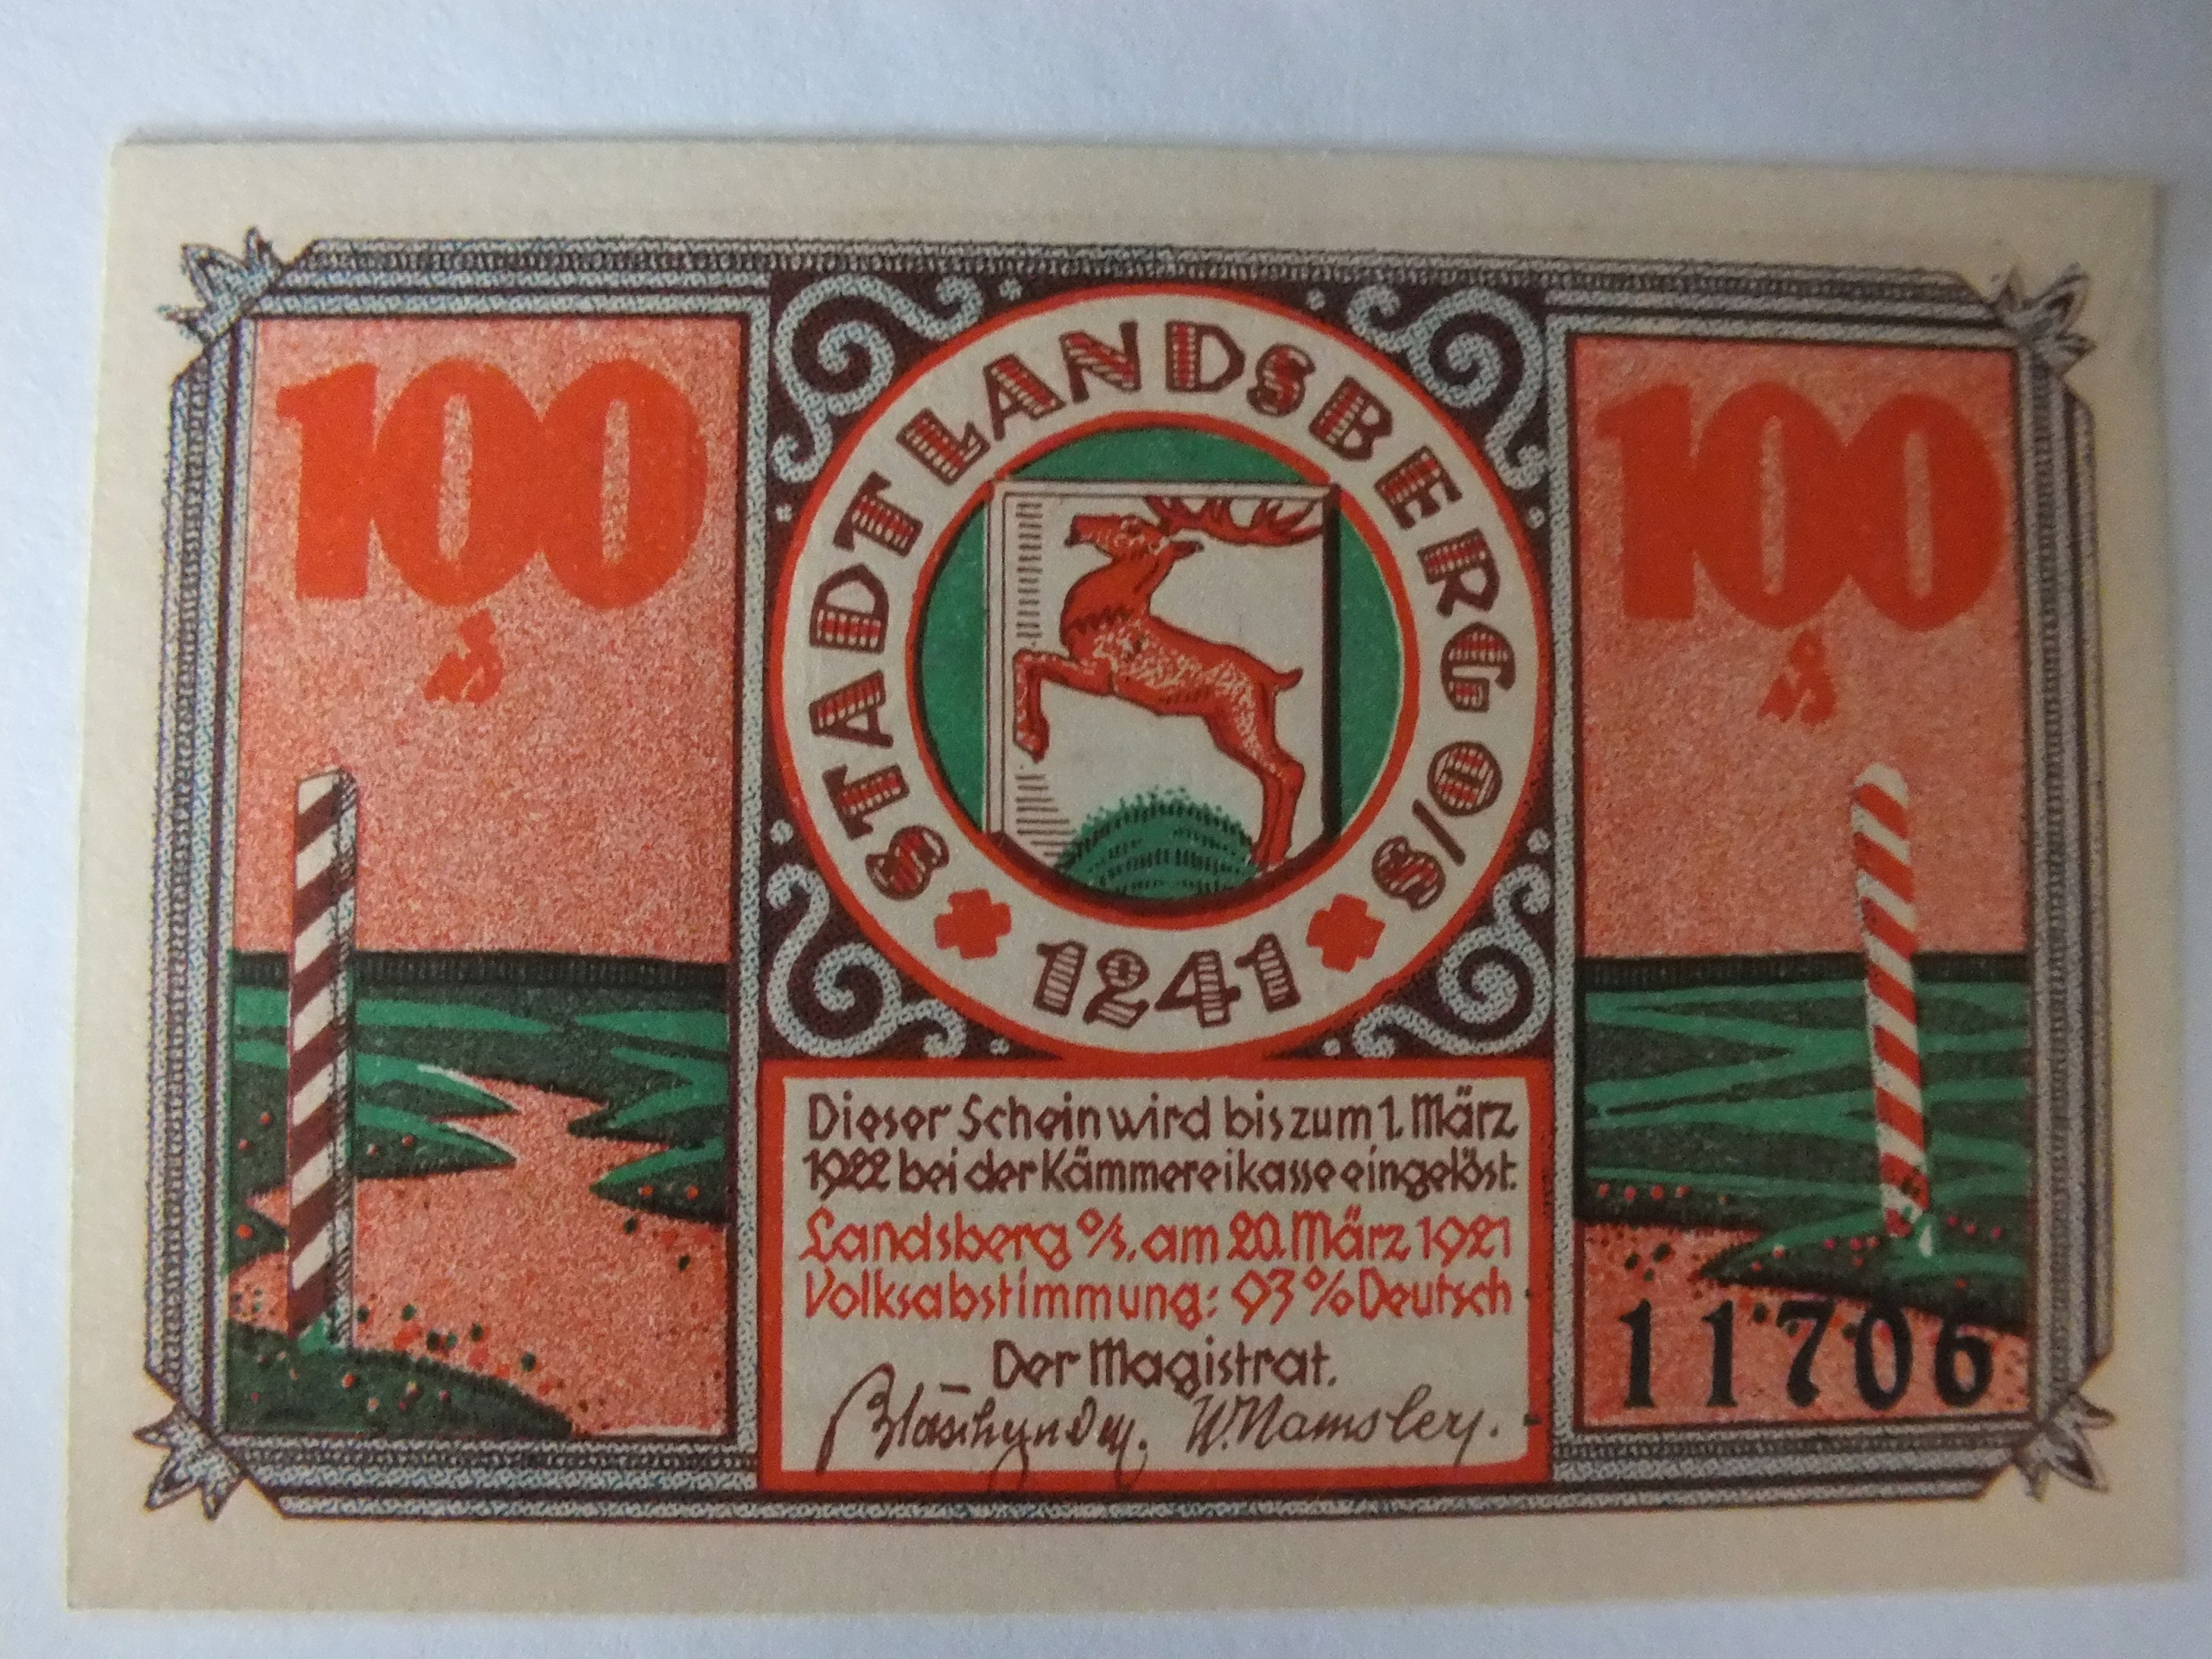 100
₰
STADT LANDSBERG O/S
1241
100
₰
Dieser Schein wird bis zum 1. März
1922 bei der Kämmereikasse eingelöst.
Landsberg O/S. am 20. März 1921
Volksabstimmung: 93% Deutsch
Der Magistrat.
W. Namsler
11706